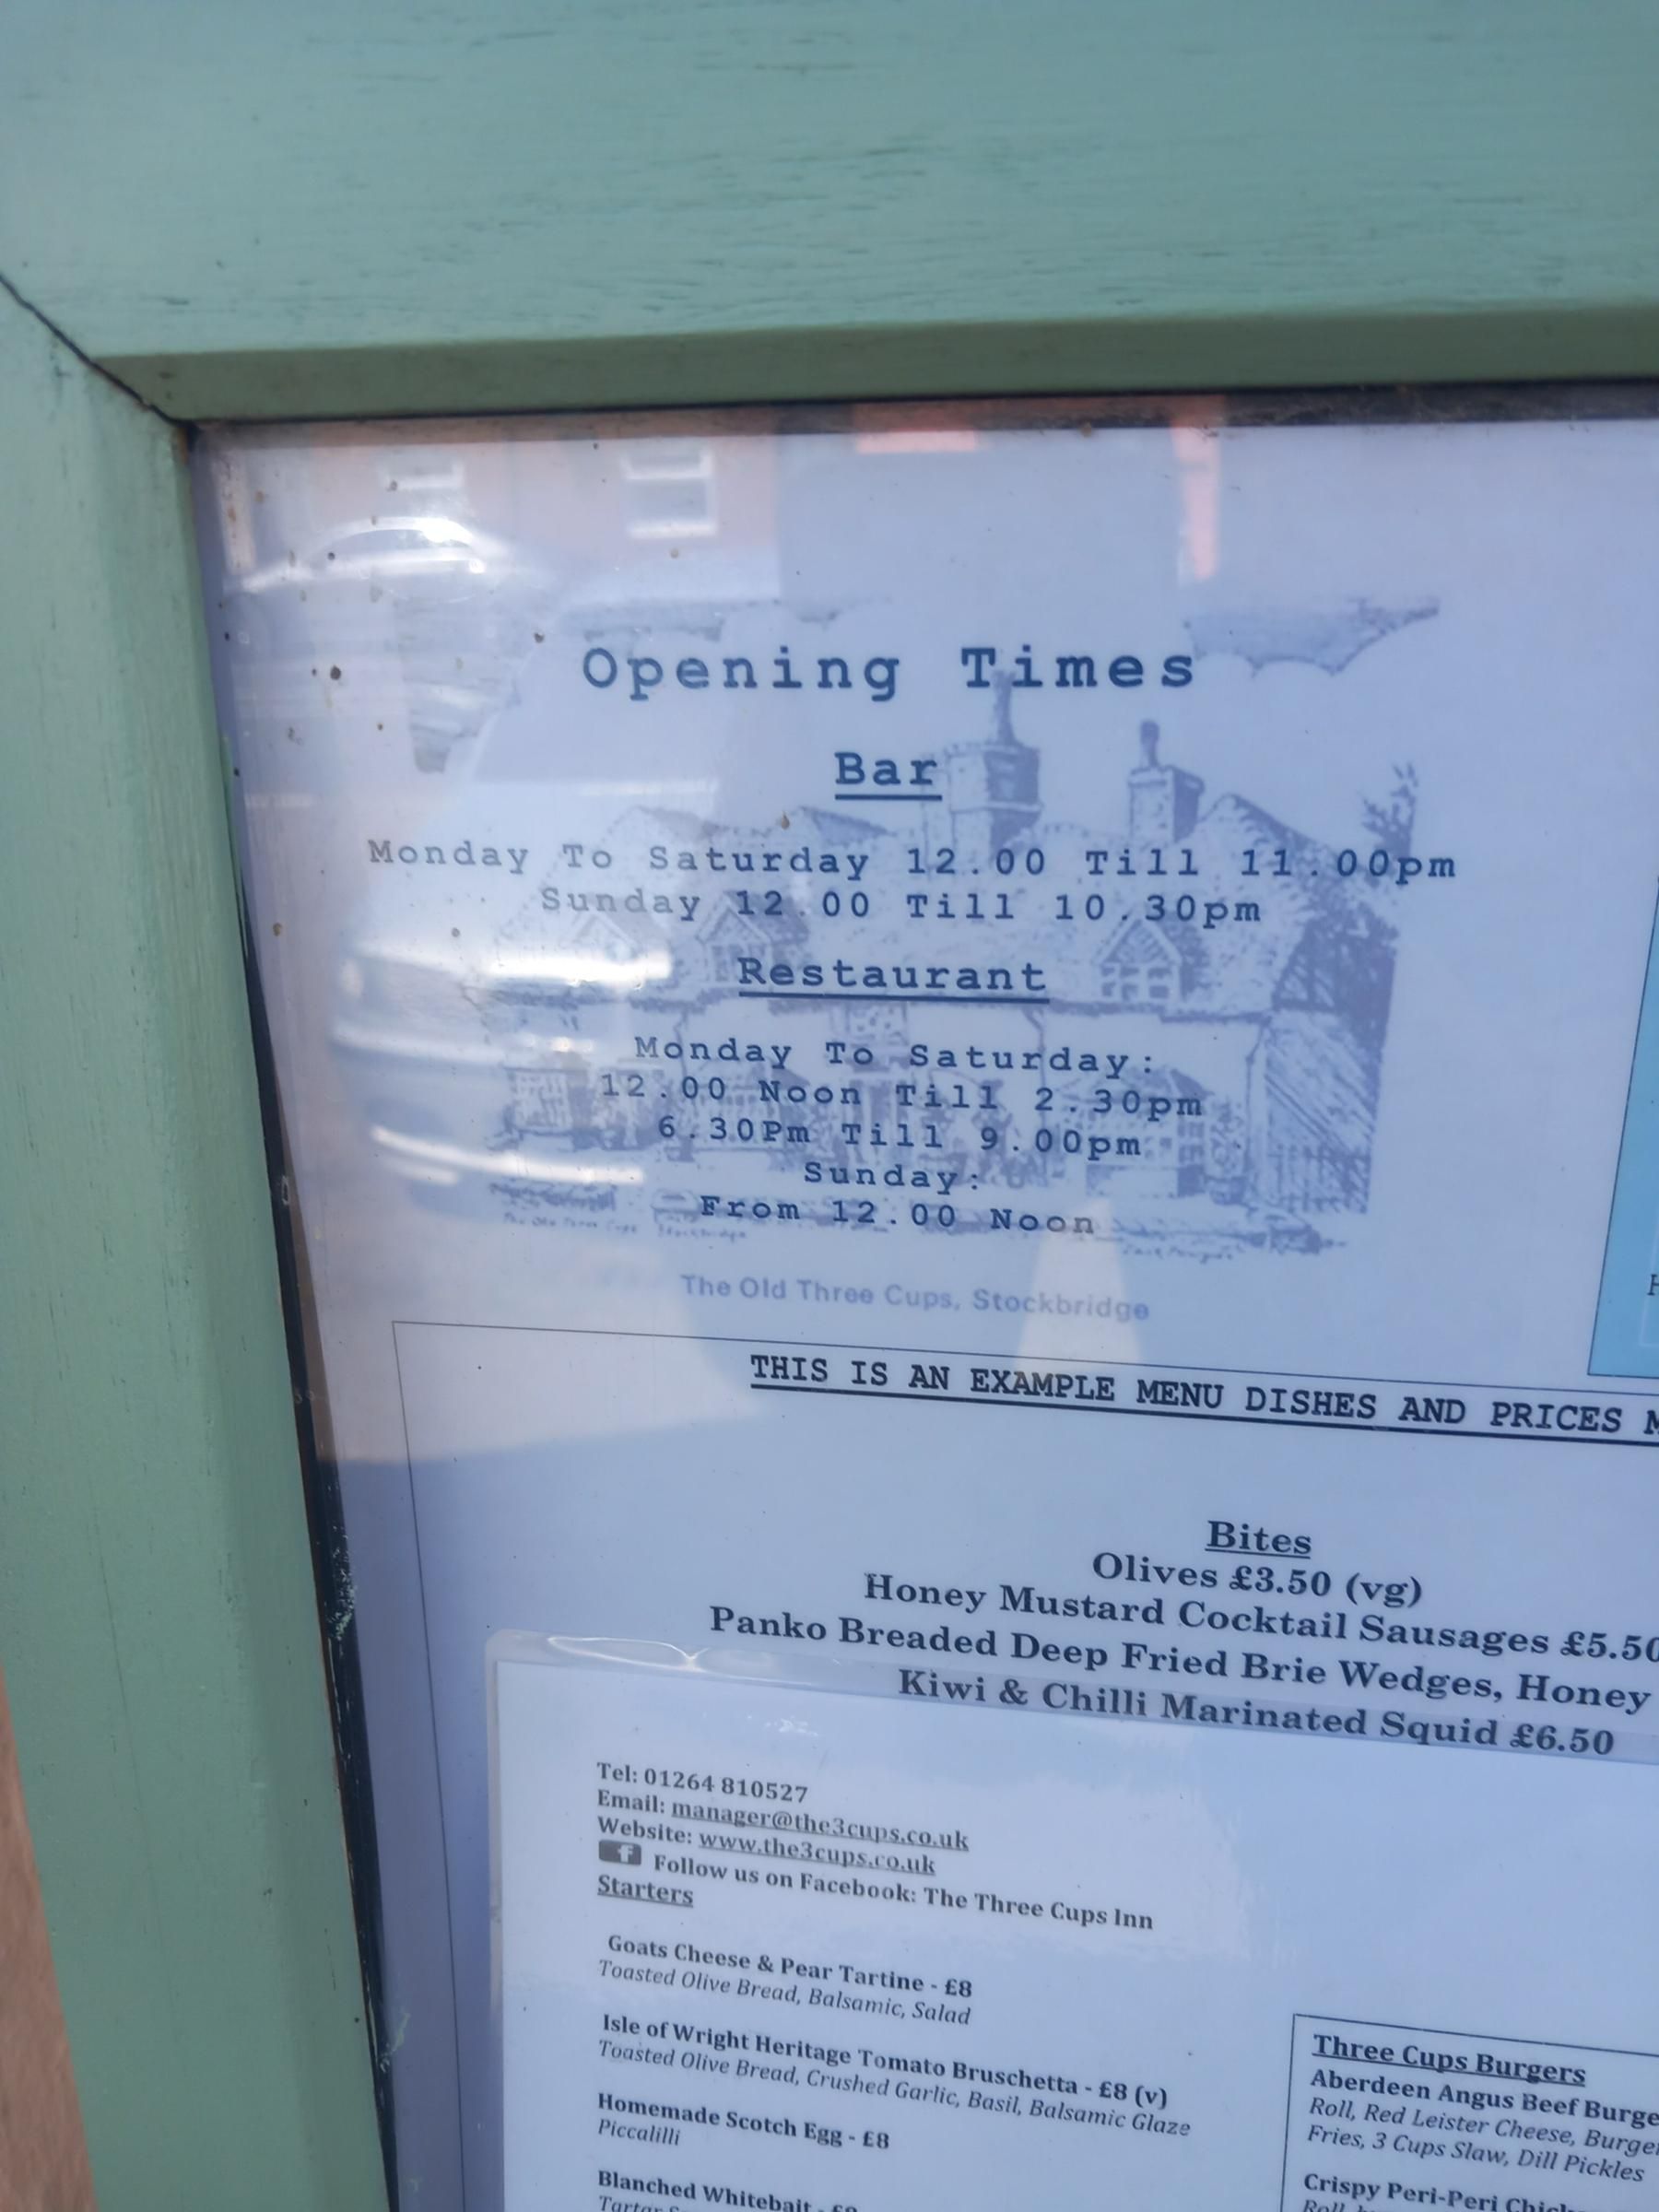 Opening Times
Bar
Monday To Saturday 12.00 Till 11.00pm
Sunday 12.00 Till 10.30pm
Restaurant
Monday To Saturday:
12.00 Noon Till 2.30pm
6.30Pm Till 9.00pm
Sunday:
From 12.00 Noon
The Old Three Cups, Stockbridge
THIS IS AN EXAMPLE MENU DISHES AND PRICES
Bites
Olives £3.50 (vg)
Honey Mustard Cocktail Sausages £5.50
Panko Breaded Deep Fried Brie Wedges, Honey
Kiwi & Chilli Marinated Squid £6.50
Tel: 01264 810527
Email: manager@the3cups.co.uk
Website: www.the3cups.co.uk
Follow us on Facebook: The Three Cups Inn
Starters
Goats Cheese & Pear Tartine - £8
Toasted Olive Bread, Balsamic, Salad
Isle of Wright Heritage Tomato Bruschetta - £8 (v)
Toasted Olive Bread, Crushed Garlic, Basil, Balsamic Glaze
Homemade Scotch Egg - £8
Piccalilli
Blanched Whitebait -
Three Cups Burgers
Aberdeen Angus Beef Burge
Roll, Red Leister Cheese, Burge
Fries, 3 Cups Slaw, Dill Pickles
Crispy Peri-Peri